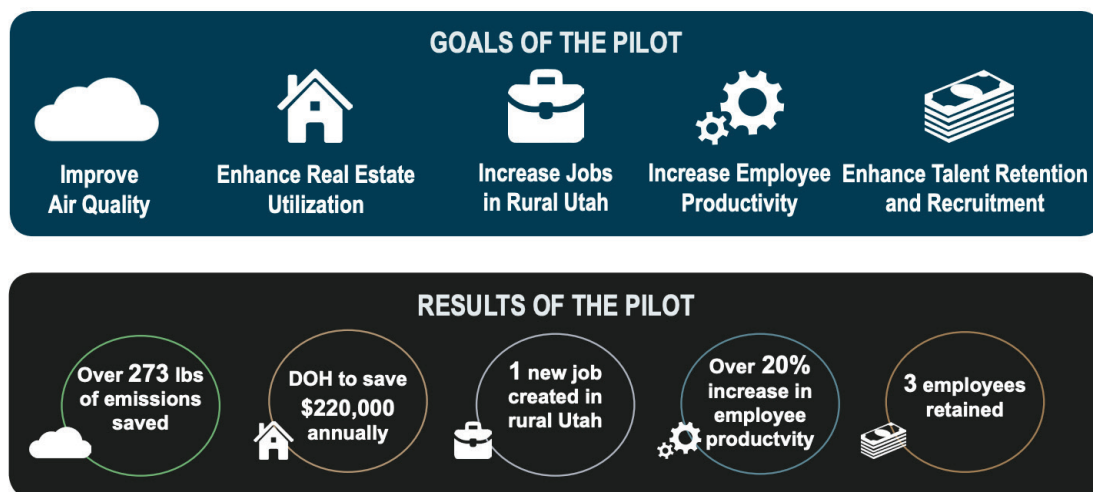 GOALS OF THE PILOT
Improve
Air Quality
Enhance Real Estate
Utilization
Increase Jobs
in Rural Utah
Increase Employee
Productivity
Enhance Talent Retention
and Recruitment
RESULTS OF THE PILOT
Over 273 lbs
of emissions
saved
DOH to save
$220,000
annually
1 new job
created in
rural Utah
Over 20%
increase in
employee
productvity
3 employees
retained